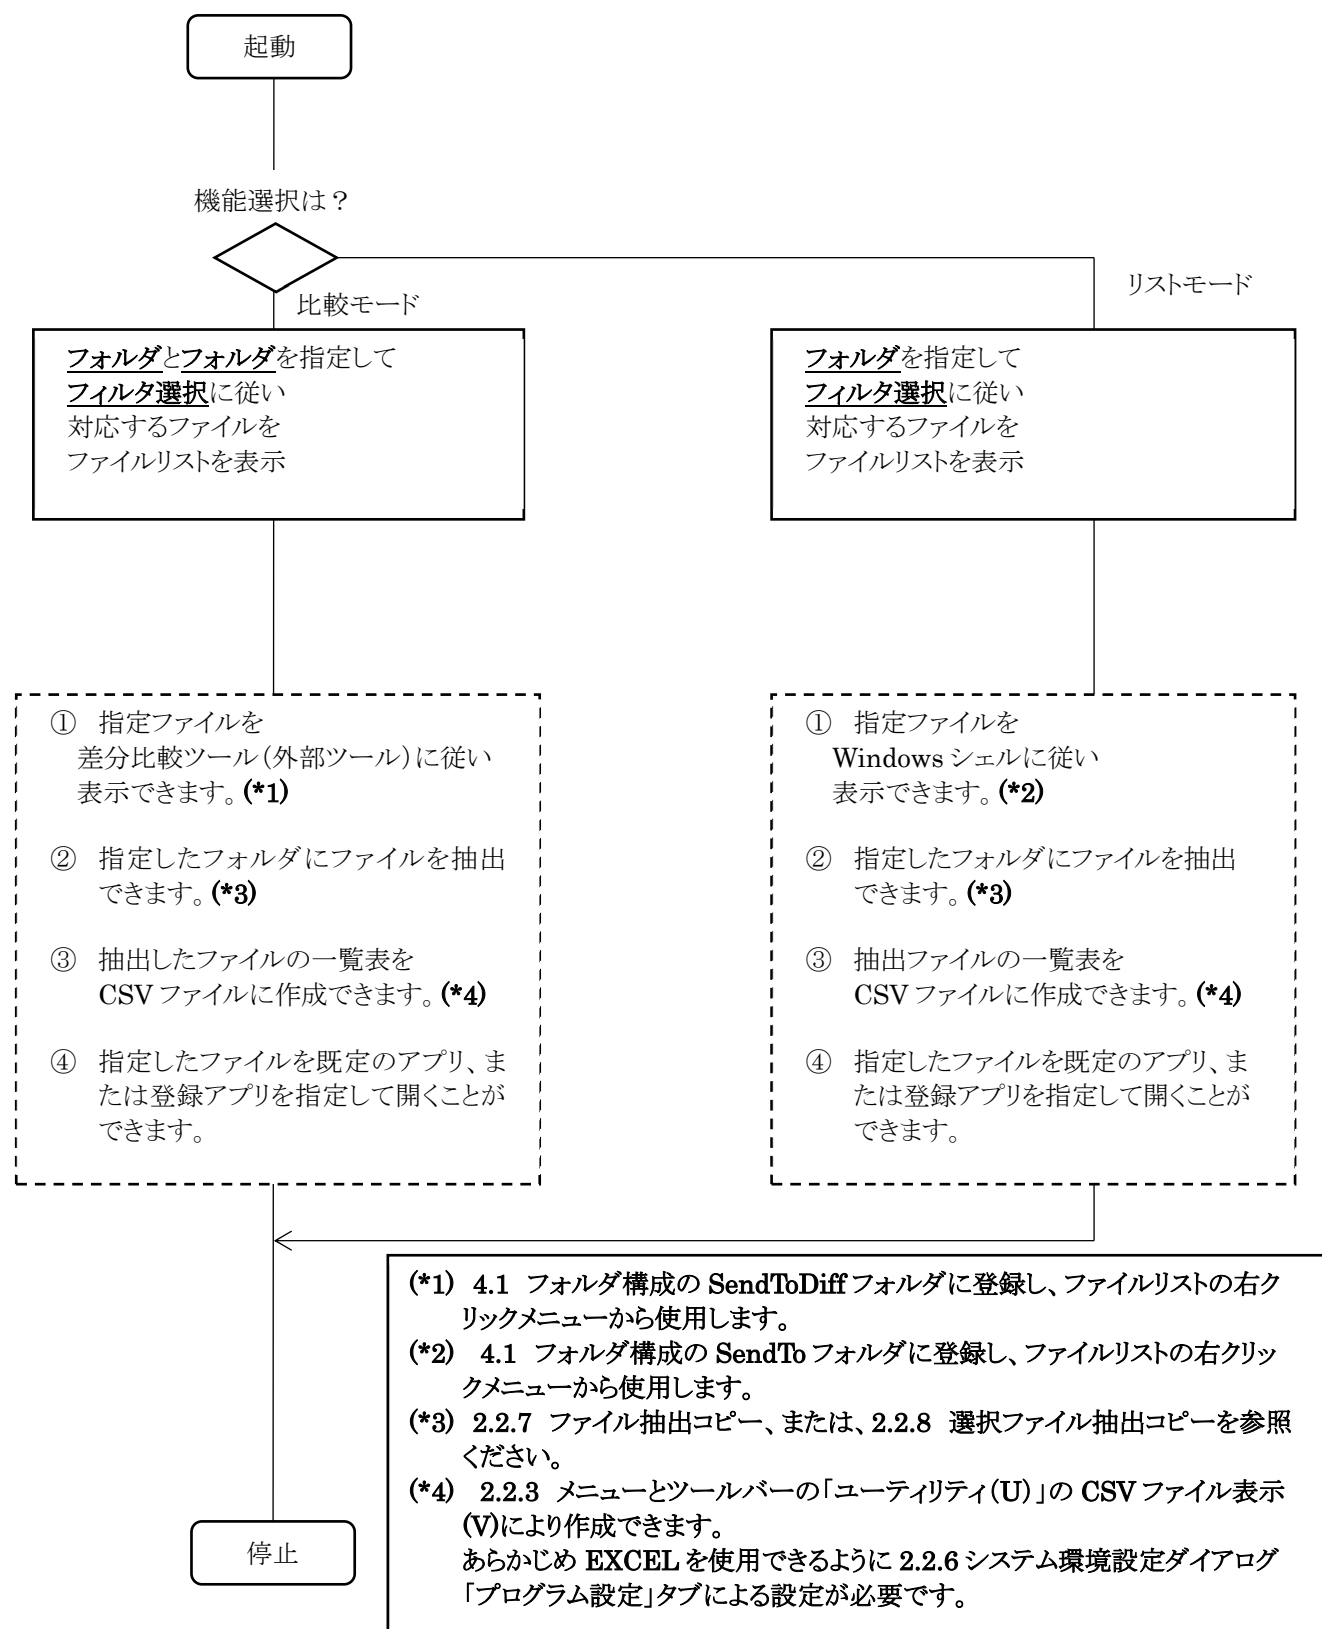 起動
機能選択は？
比較モード
リストモード
フォルダとフォルダを指定して
フィルタ選択に従い
対応するファイルを
ファイルリストを表示
フォルダを指定して
フィルタ選択に従い
対応するファイルを
ファイルリストを表示
① 指定ファイルを
差分比較ツール（外部ツール）に従い
表示できます。(*1)
② 指定したフォルダにファイルを抽出
できます。(*3)
③ 抽出したファイルの一覧表を
CSV ファイルに作成できます。(*4)
④ 指定したファイルを既定のアプリ、ま
たは登録アプリを指定して開くことが
できます。
① 指定ファイルを
Windows シェルに従い
表示できます。(*2)
② 指定したフォルダにファイルを抽出
できます。(*3)
③ 抽出ファイルの一覧表を
CSV ファイルに作成できます。(*4)
④ 指定したファイルを既定のアプリ、ま
たは登録アプリを指定して開くことが
できます。
(*1) 4.1 フォルダ構成の SendToDiff フォルダに登録し、ファイルリストの右ク
リックメニューから使用します。
(*2) 4.1 フォルダ構成の SendTo フォルダに登録し、ファイルリストの右クリッ
クメニューから使用します。
(*3) 2.2.7 ファイル抽出コピー、または、2.2.8 選択ファイル抽出コピーを参照
ください。
(*4) 2.2.3 メニューとツールバーの「ユーティリティ（U）」の CSV ファイル表示
(V)により作成できます。
あらかじめ EXCEL を使用できるように 2.2.6 システム環境設定ダイアログ
「プログラム設定」タブによる設定が必要です。
停止